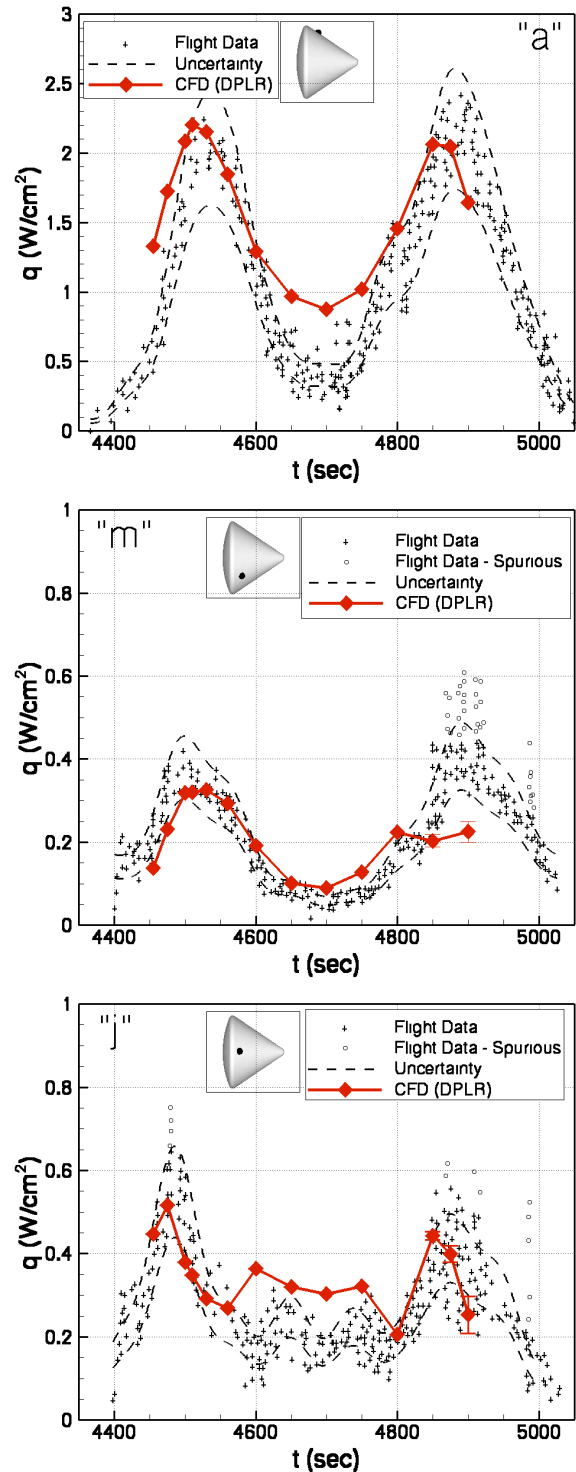 "a"
Flight Data
Uncertainty
CFD (DPLR)
3
2.5
2
1.5
1
0.5
0
q (W/cm²)
4400 4600 4800 5000
t (sec)
"m"
Flight Data
Flight Data - Spurious
Uncertainty
CFD (DPLR)
1
0.8
0.6
0.4
0.2
0
q (W/cm²)
4400 4600 4800 5000
t (sec)
"j"
Flight Data
Flight Data - Spurious
Uncertainty
CFD (DPLR)
1
0.8
0.6
0.4
0.2
0
q (W/cm²)
4400 4600 4800 5000
t (sec)